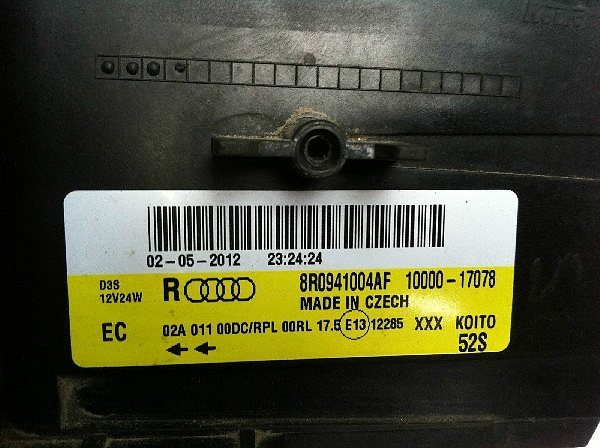 02-05-2012 23:24:24
D3S
12V24W
R
8R0941004AF 10000-17078
MADE IN CZECH
EC 02A 011 00DC/RPL 00RL 17.5 E13 12285 XXX KOITO
52S